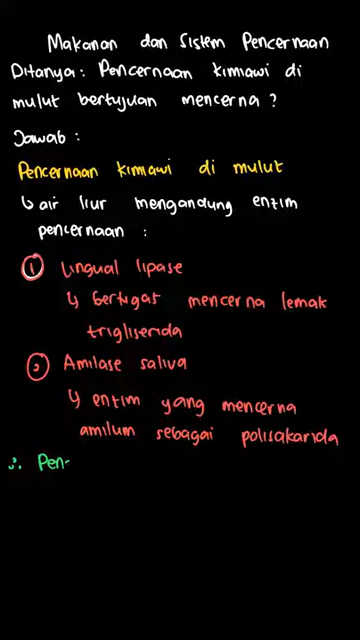 Makanan dan Sistem Pencernaan
Ditanya: Pencernaan kimiawi di
mulut bertujuan mencerna?
Jawab:
Pencernaan kimiawi di mulut
↳ air liur mengandung enzim
pencernaan:
① Lingual lipase
↳ bertugas mencerna lemak
trigliserida
② Amilase saliva
↳ enzim yang mencerna
amilum sebagai polisakarida
∴ Pen-